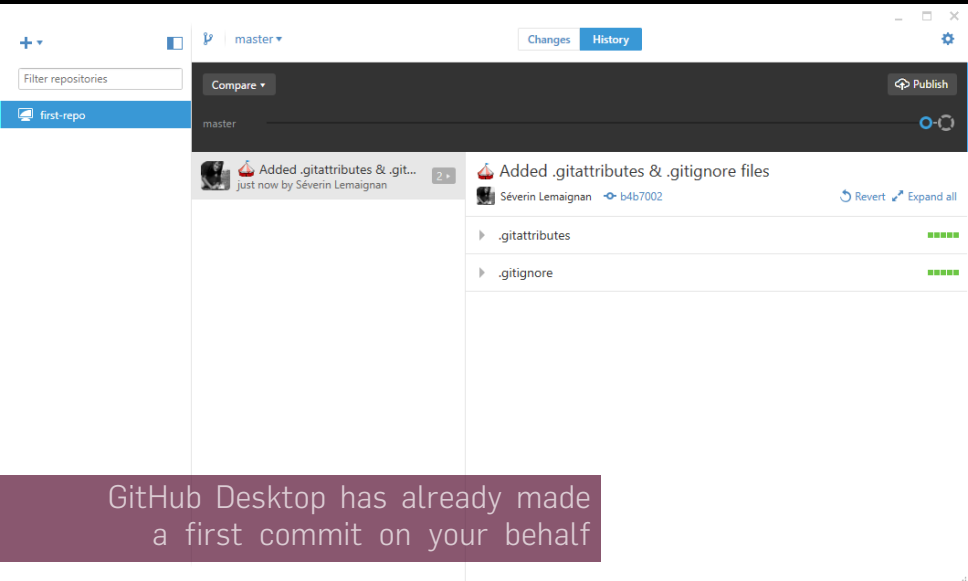 master
Changes
History
Filter repositories
first-repo
Compare
Publish
master
Added .gitattributes & .git...
just now by Séverin Lemaignan
2
Added .gitattributes & .gitignore files
Séverin Lemaignan
b4b7002
Revert
Expand all
.gitattributes
.gitignore
GitHub Desktop has already made
a first commit on your behalf